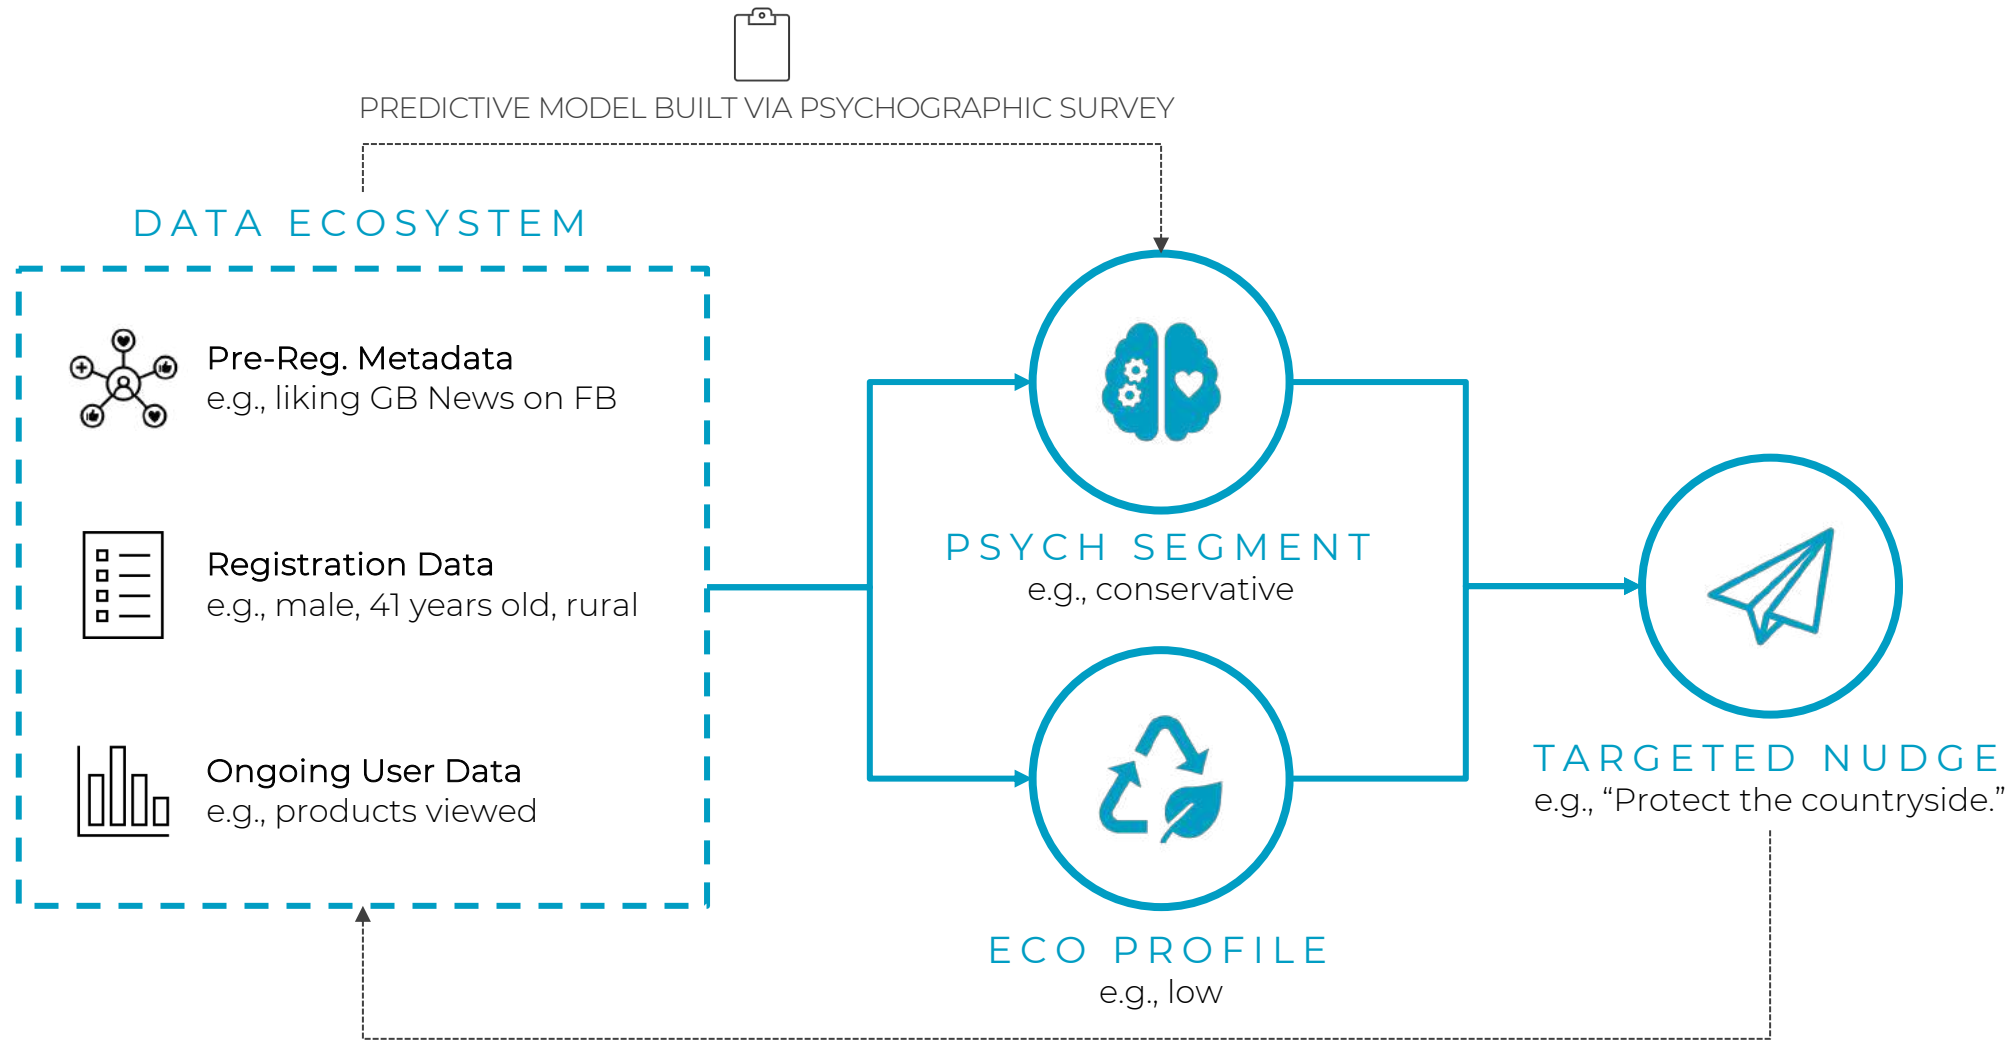 PREDICTIVE MODEL BUILT VIA PSYCHOGRAPHIC SURVEY
DATA ECOSYSTEM
Pre-Reg. Metadata
e.g., liking GB News on FB
Registration Data
e.g., male, 41 years old, rural
Ongoing User Data
e.g., products viewed
PSYCH SEGMENT
e.g., conservative
ECO PROFILE
e.g., low
TARGETED NUDGE
e.g., “Protect the countryside.”